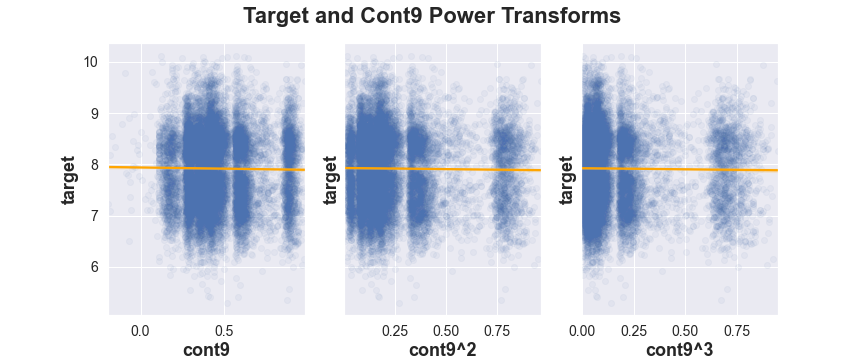 Target and Cont9 Power Transforms
10
9
8
7
6
target
target
target
0.0 0.5
0.25 0.50 0.75
0.00 0.25 0.50 0.75
cont9
cont9^2
cont9^3